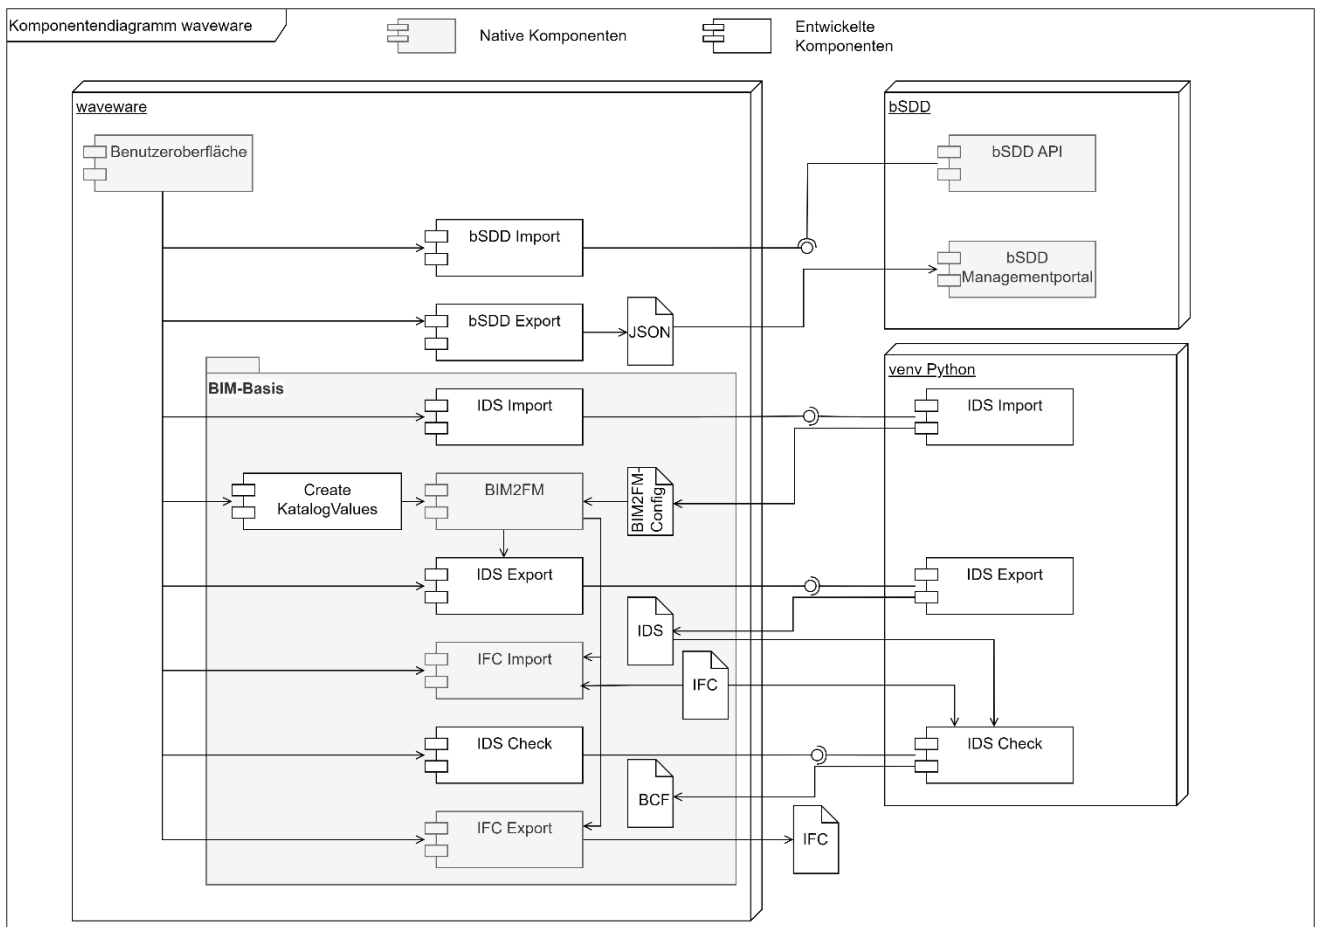 Komponentendiagramm waveware
Native Komponenten
Entwickelte
Komponenten
waveware
bSDD
Benutzeroberfläche
bSDD API
bSDD Import
bSDD
Managementportal
bSDD Export
JSON
BIM-Basis
venv Python
IDS Import
IDS Import
Create
KatalogValues
BIM2FM
BIM2FM-
Config
IDS Export
IDS Export
IDS
IFC Import
IFC
IDS Check
IDS Check
BCF
IFC Export
IFC